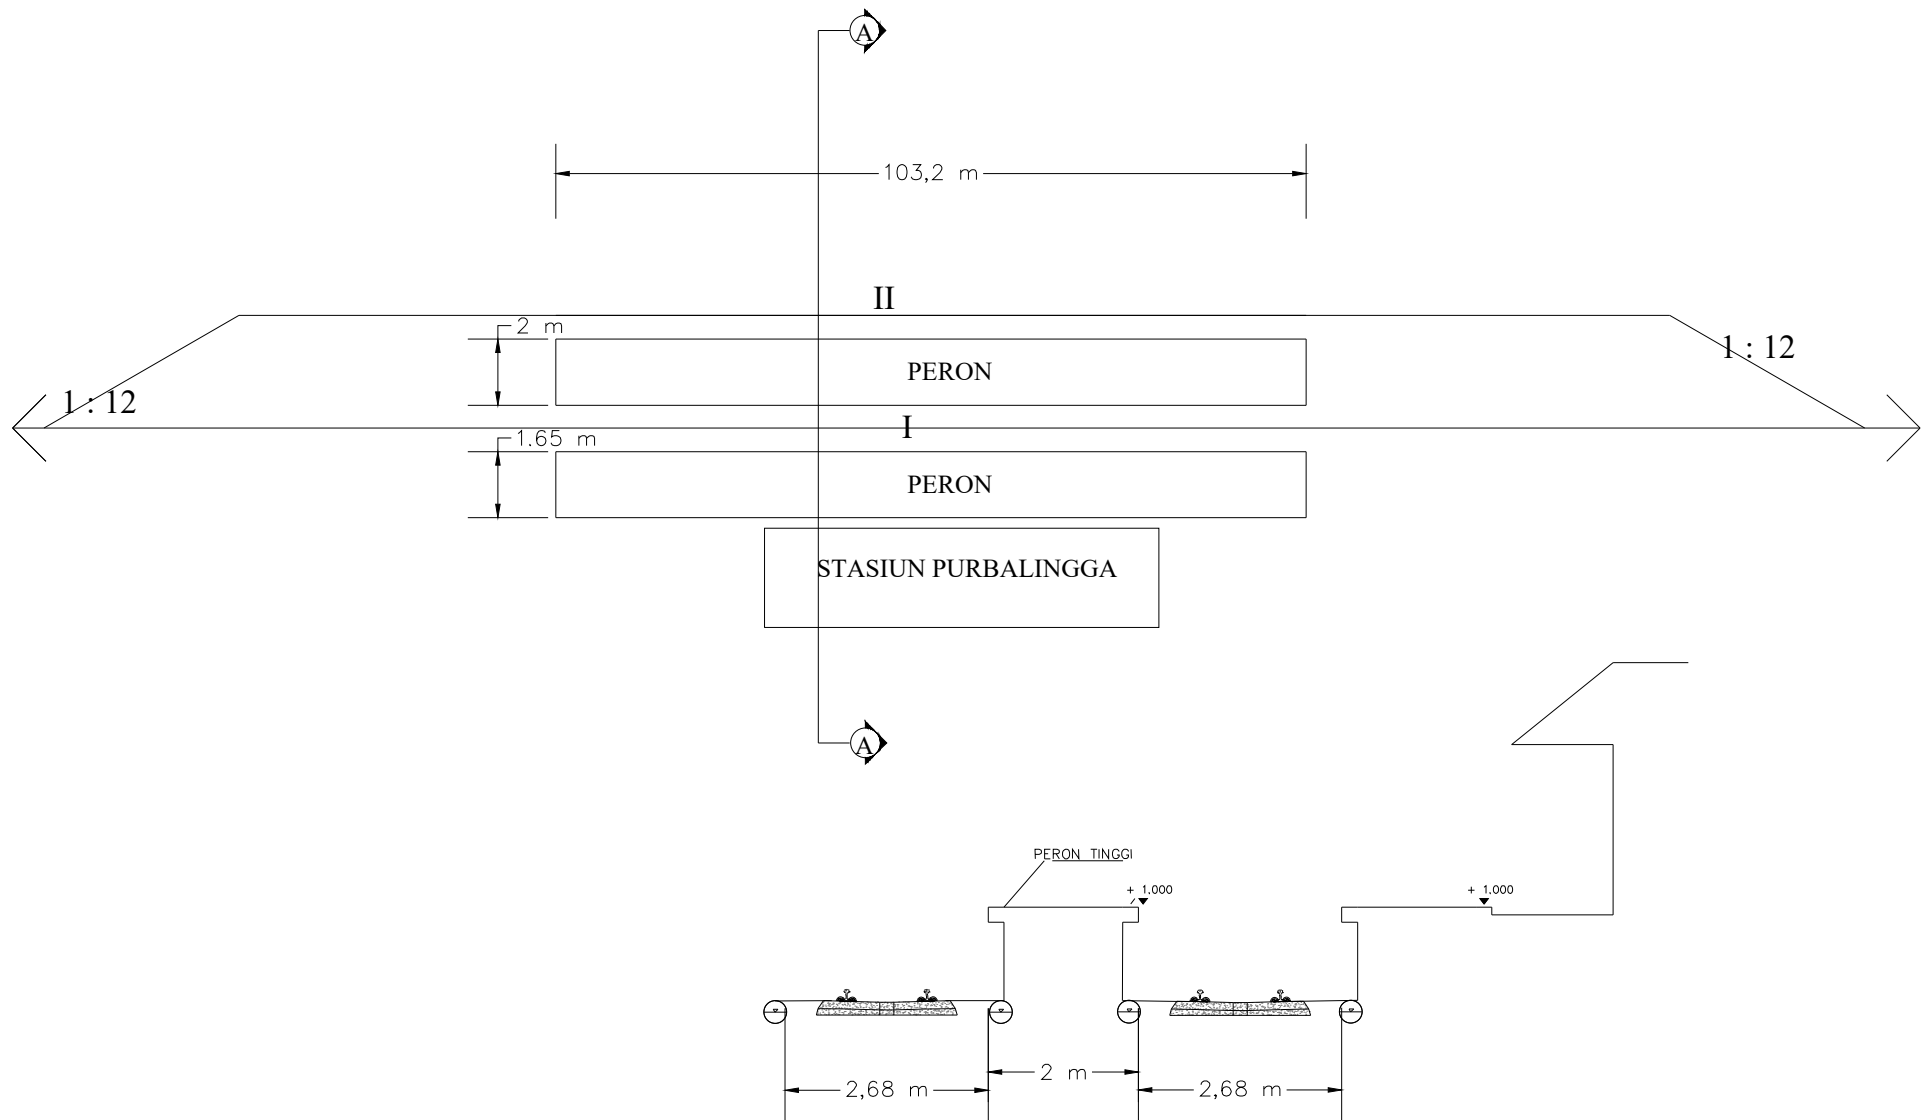 A
103,2 m
II
2 m
1 : 12
PERON
1 : 12
I
1.65 m
PERON
STASIUN PURBALINGGA
A
PERON TINGGI
+ 1.000
+ 1.000
2 m
2,68 m
2,68 m